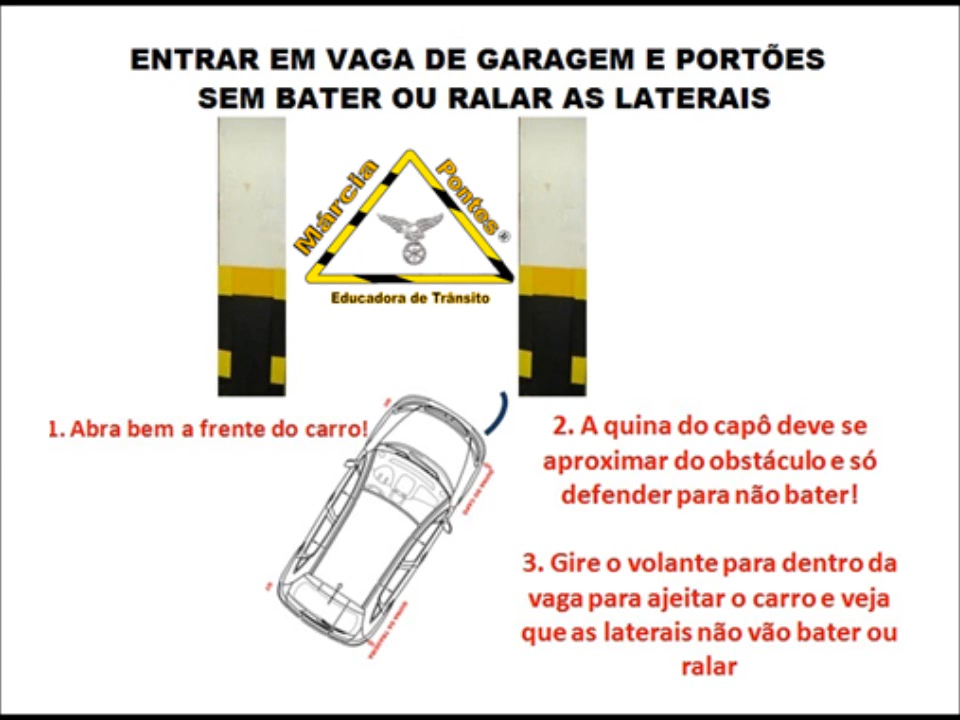 ENTRAR EM VAGA DE GARAGEM E PORTÕES
SEM BATER OU RALAR AS LATERAIS
Márcia
Pontes®
Educadora de Trânsito
1. Abra bem a frente do carro!
2. A quina do capô deve se
aproximar do obstáculo e só
defender para não bater!
3. Gire o volante para dentro da
vaga para ajeitar o carro e veja
que as laterais não vão bater ou
ralar